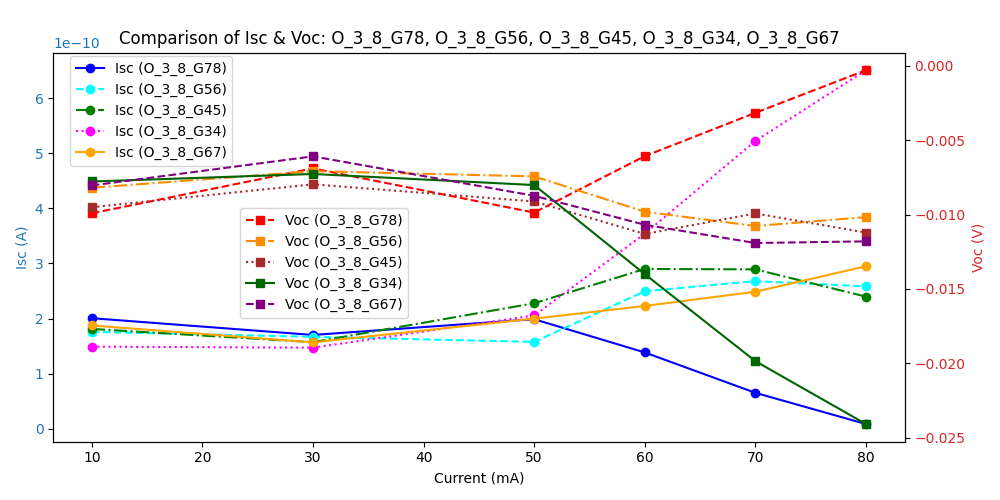 Comparison of Isc & Voc: O_3_8_G78, O_3_8_G56, O_3_8_G45, O_3_8_G34, O_3_8_G67
1e−10
Isc (O_3_8_G78)
Isc (O_3_8_G56)
Isc (O_3_8_G45)
Isc (O_3_8_G34)
Isc (O_3_8_G67)
Voc (O_3_8_G78)
Voc (O_3_8_G56)
Voc (O_3_8_G45)
Voc (O_3_8_G34)
Voc (O_3_8_G67)
6
5
4
3
2
1
0
Isc (A)
0.000
−0.005
−0.010
−0.015
−0.020
−0.025
Voc (V)
10 20 30 40 50 60 70 80
Current (mA)